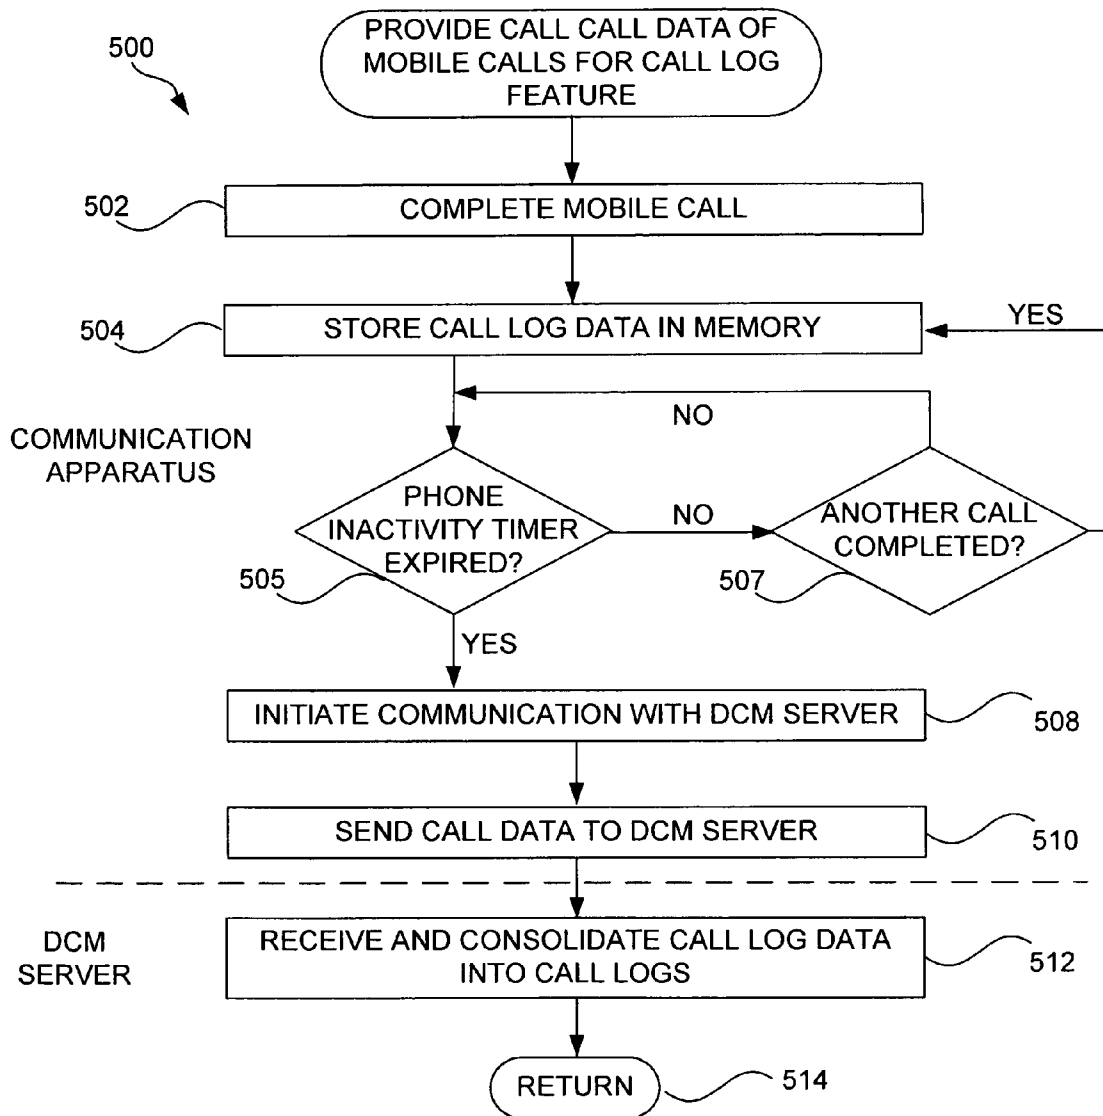 PROVIDE CALL CALL DATA OF
MOBILE CALLS FOR CALL LOG
FEATURE
500
502
COMPLETE MOBILE CALL
504
STORE CALL LOG DATA IN MEMORY
YES
NO
COMMUNICATION
APPARATUS
PHONE
INACTIVITY TIMER
EXPIRED?
505
NO
ANOTHER CALL
COMPLETED?
507
YES
INITIATE COMMUNICATION WITH DCM SERVER
508
SEND CALL DATA TO DCM SERVER
510
DCM
SERVER
RECEIVE AND CONSOLIDATE CALL LOG DATA
INTO CALL LOGS
512
RETURN
514